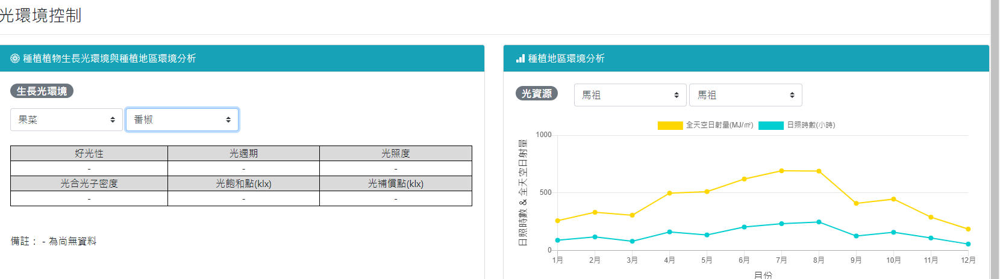 光環境控制
種植植物生長光環境與種植地區環境分析
生長光環境
果菜 番椒
好光性 光週期 光照度
- - -
光合光子密度 光飽和點(klx) 光補償點(klx)
- - -
備註： - 為尚無資料
種植地區環境分析
光資源 馬祖 馬祖
全天空日射量(MJ/㎡) 日照時數(小時)
日照時數 & 全天空日射量
1000
500
0
1月 2月 3月 4月 5月 6月 7月 8月 9月 10月 11月 12月
月份